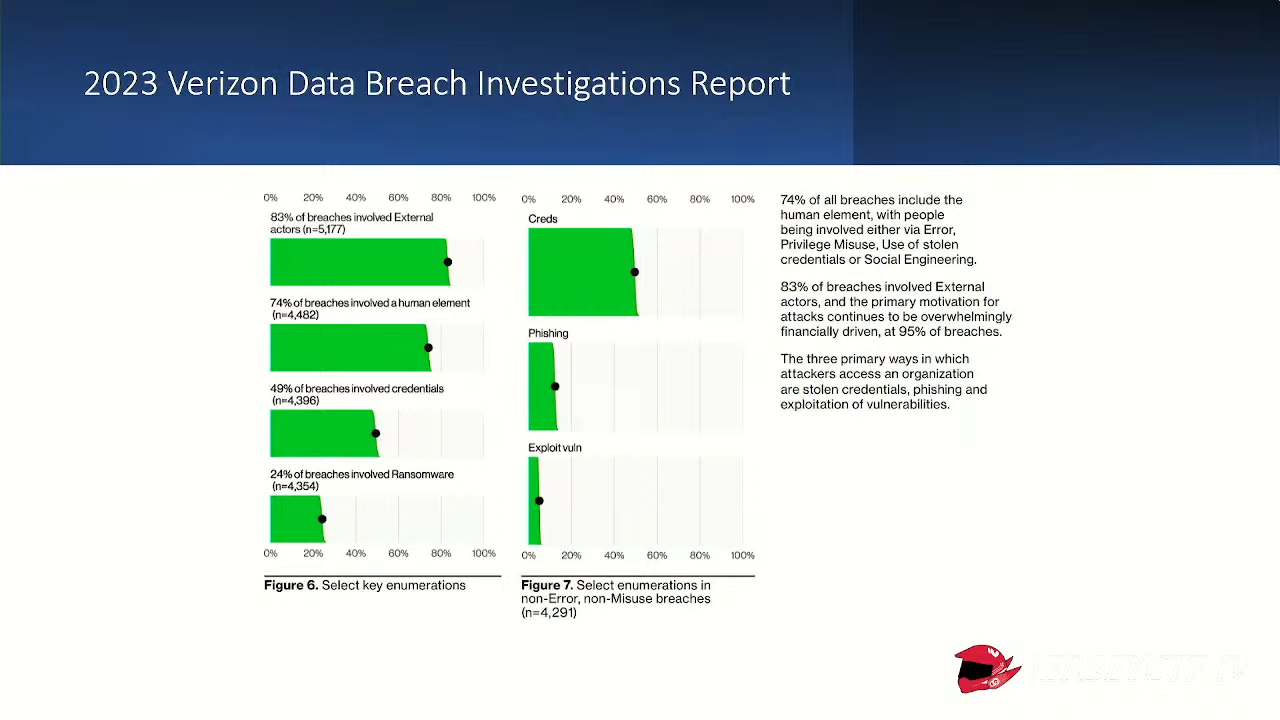 2023 Verizon Data Breach Investigations Report
0% 20% 40% 60% 80% 100%
83% of breaches involved External
actors (n=5,177)
74% of breaches involved a human element
(n=4,482)
49% of breaches involved credentials
(n=4,396)
24% of breaches involved Ransomware
(n=4,354)
0% 20% 40% 60% 80% 100%
Figure 6. Select key enumerations
0% 20% 40% 60% 80% 100%
Creds
Phishing
Exploit vuln
0% 20% 40% 60% 80% 100%
Figure 7. Select enumerations in
non-Error, non-Misuse breaches
(n=4,291)
74% of all breaches include the
human element, with people
being involved either via Error,
Privilege Misuse, Use of stolen
credentials or Social Engineering.
83% of breaches involved External
actors, and the primary motivation for
attacks continues to be overwhelmingly
financially driven, at 95% of breaches.
The three primary ways in which
attackers access an organization
are stolen credentials, phishing and
exploitation of vulnerabilities.